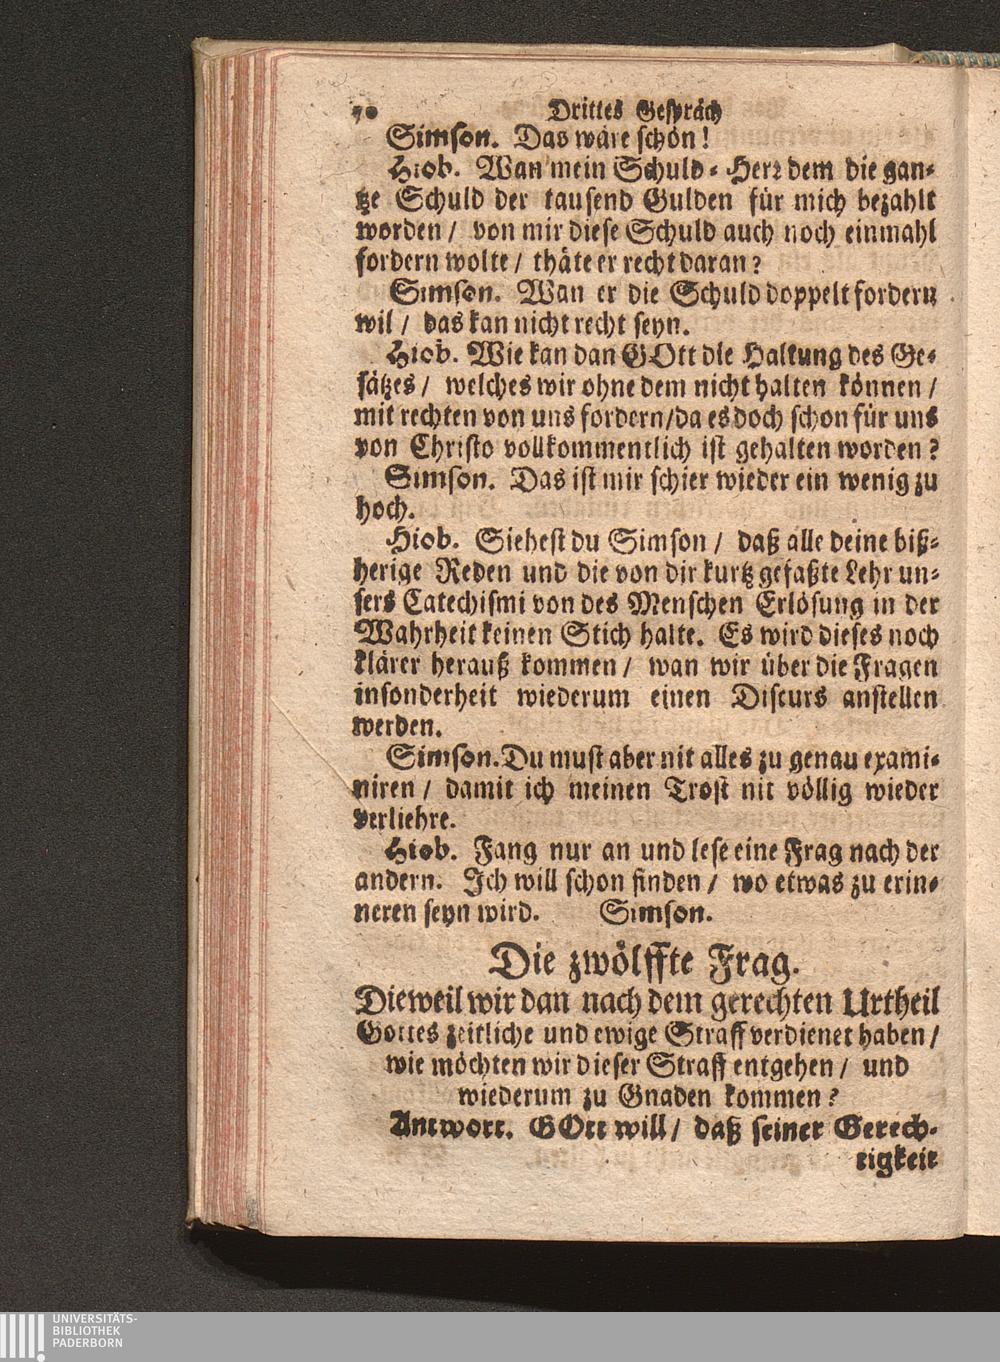 70 Drittes Gespräch
Simson. Das wäre schön!
Hiob. Wan mein Schuld-Herr dem die gan-
tze Schuld der tausend Gulden für mich bezahlt
worden / von mir diese Schuld auch noch einmahl
fordern wolte / thäte er recht daran?
Simson. Wan er die Schuld doppelt fordern
wil / das kan nicht recht seyn.
Hiob. Wie kan dan GOtt die Haltung des Ge-
sätzes / welches wir ohne dem nicht halten können /
mit rechten von uns fordern / da es doch schon für uns
von Christo vollkommentlich ist gehalten worden?
Simson. Das ist mir schier wieder ein wenig zu
hoch.
Hiob. Siehest du Simson / daß alle deine biß-
herige Reden und die von dir kurtz gefaßte Lehr un-
sers Catechismi von des Menschen Erlösung in der
Wahrheit keinen Stich halte. Es wird dieses noch
klärer herauß kommen / wan wir über die Fragen
insonderheit wiederum einen Discurs anstellen
werden.
Simson. Du must aber nit alles zu genau exami-
niren / damit ich meinen Trost nit völlig wieder
verliehre.
Hiob. Fang nur an und lese eine Frag nach der
andern. Ich will schon finden / wo etwas zu erin-
neren seyn wird. Simson.
Die zwölffte Frag.
Dieweil wir dan nach dem gerechten Urtheil
Gottes zeitliche und ewige Straff verdienet haben /
wie möchten wir dieser Straff entgehen / und
wiederum zu Gnaden kommen?
Antwort. GOtt will / daß seiner Gerech-
tigkeit
UNIVERSITÄTS-
BIBLIOTHEK
PADERBORN